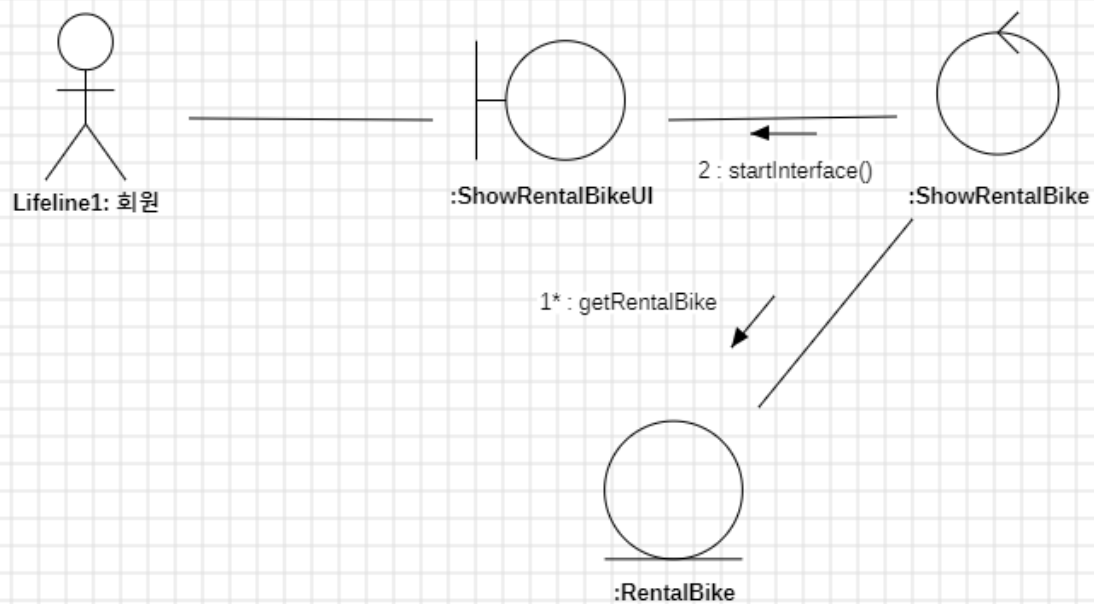 Lifeline1: 회원
:ShowRentalBikeUI
2 : startInterface()
:ShowRentalBike
1* : getRentalBike
:RentalBike